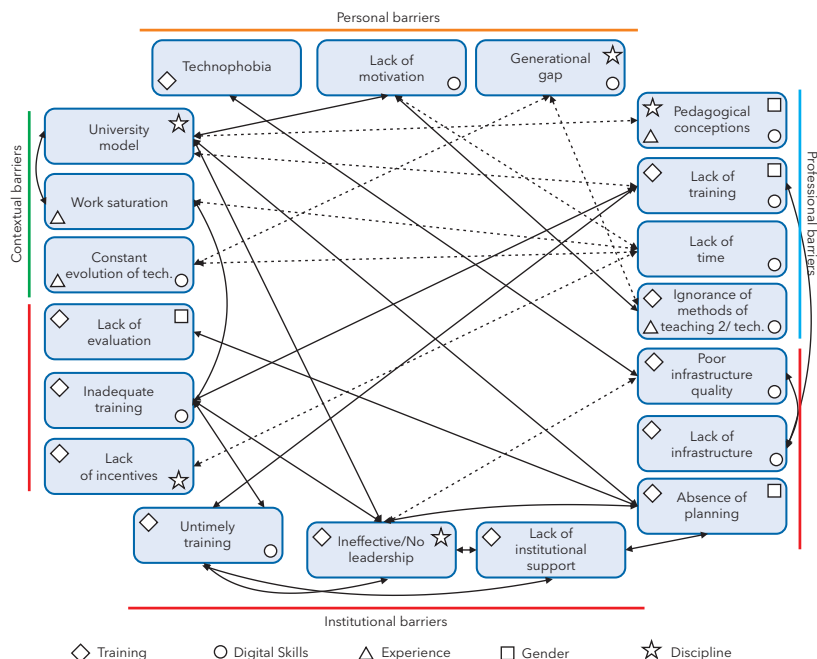 Personal barriers
Technophobia
Lack of
motivation
Generational
gap
Contextual barriers
University
model
Work saturation
Constant
evolution of tech.
Lack of
evaluation
Inadequate
training
Lack
of incentives
Pedagogical
conceptions
Lack of
training
Lack of
time
Ignorance of
methods of
teaching 2/ tech.
Professional barriers
Poor
infrastructure
quality
Lack of
infrastructure
Absence of
planning
Untimely
training
Ineffective/No
leadership
Lack of
institutional
support
Institutional barriers
Training
Digital Skills
Experience
Gender
Discipline